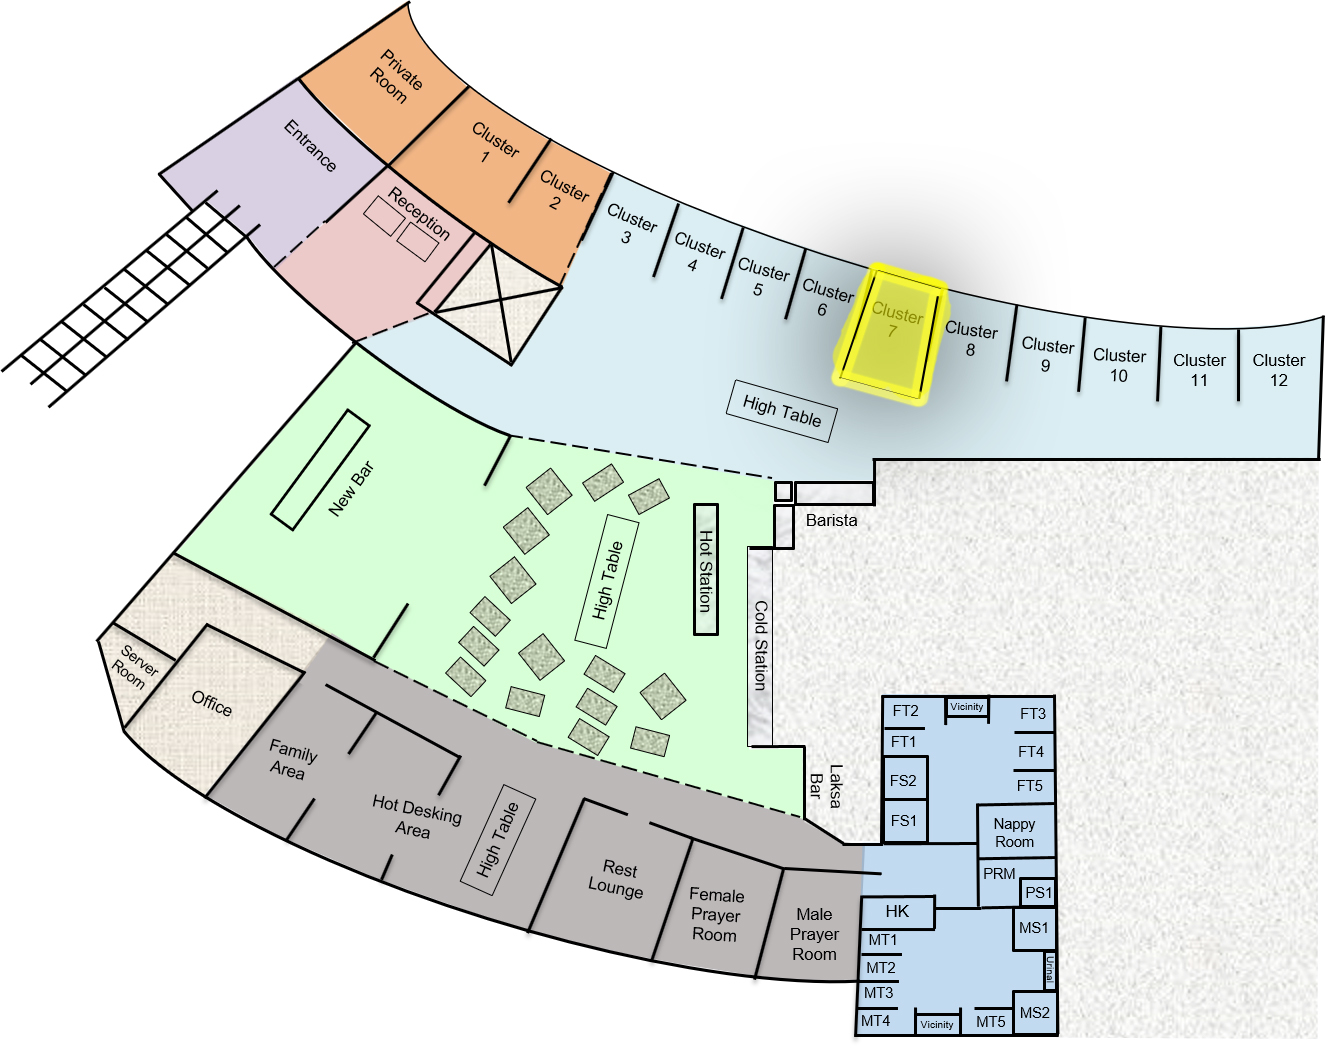 Private
Room
Entrance
Cluster
1
Cluster
2
Reception
Cluster
3
Cluster
4
Cluster
5
Cluster
6
Cluster
7
Cluster
8
Cluster
9
Cluster
10
Cluster
11
Cluster
12
High Table
New Bar
High Table
Hot Station
Barista
Cold Station
Laksa
Bar
Server
Room
Office
Family
Area
Hot Desking
Area
High Table
Rest
Lounge
Female
Prayer
Room
Male
Prayer
Room
FT2
Vicinity
FT3
FT1
FT4
FS2
FT5
FS1
Nappy
Room
PRM
PS1
HK
MS1
MT1
MT2
Urinal
MT3
MS2
MT4
Vicinity
MT5